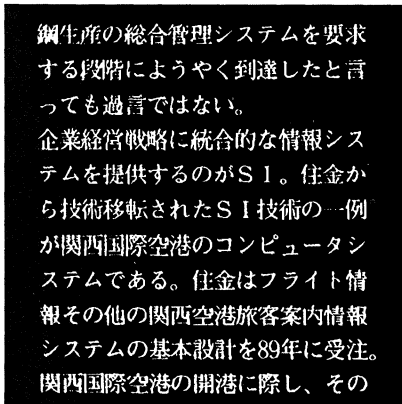 鋼生産の総合管理システムを要求
する段階にようやく到達したと言
っても過言ではない。
企業経営戦略に統合的な情報シス
テムを提供するのがSI。住金か
ら技術移転されたSI技術の一例
が関西国際空港のコンピュータシ
ステムである。住金はフライト情
報その他の関西空港旅客案内情報
システムの基本設計を89年に受注。
関西国際空港の開港に際し、その